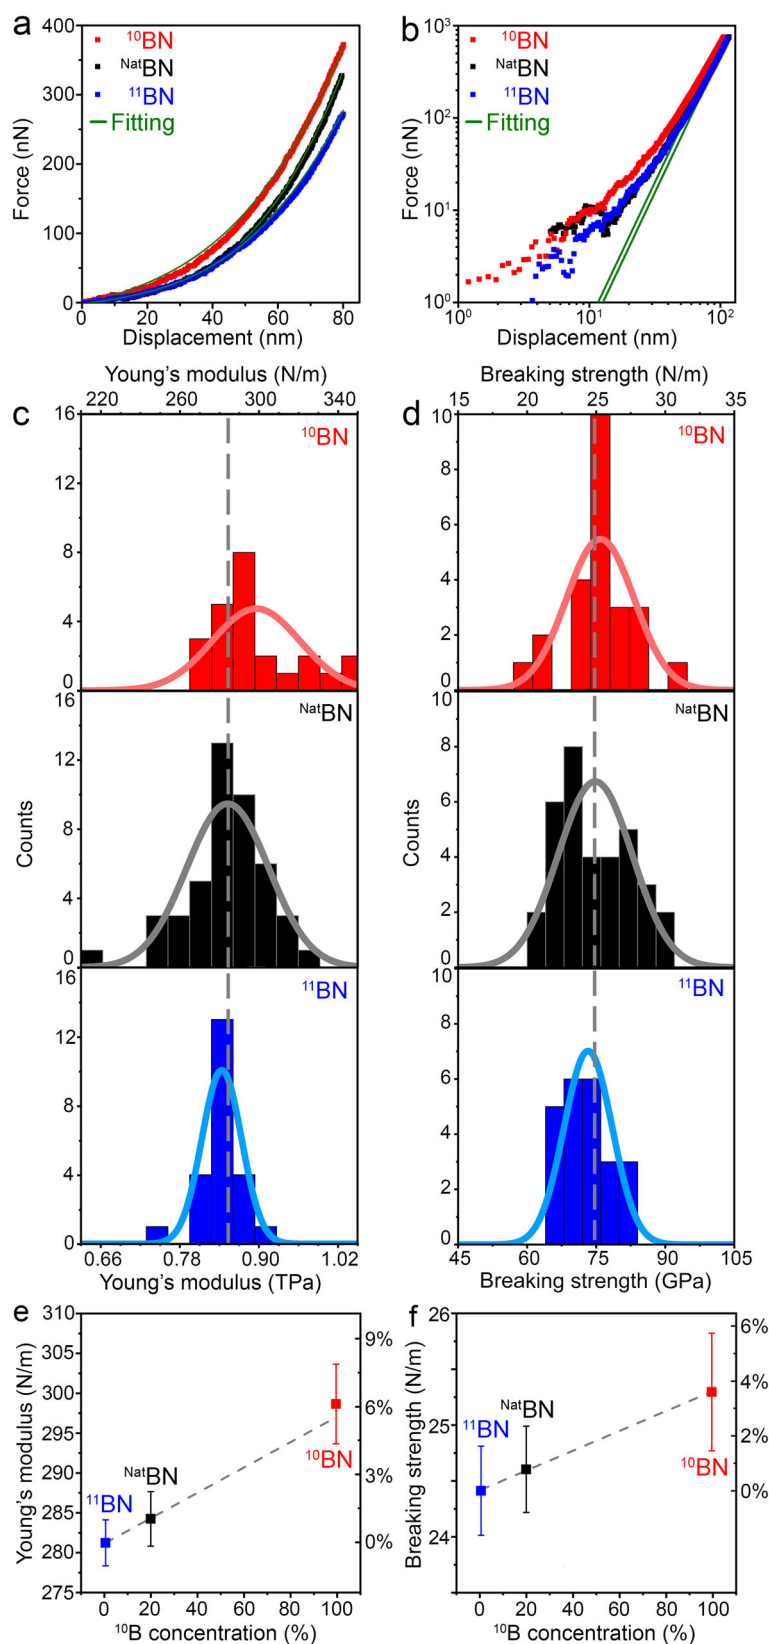 a
400
300
200
100
0
Force (nN)
¹⁰BN
ᴺᵃᵗBN
¹¹BN
Fitting
0 20 40 60 80
Displacement (nm)
b
10³
10²
10¹
10⁰
Force (nN)
¹⁰BN
ᴺᵃᵗBN
¹¹BN
Fitting
10⁰ 10¹ 10²
Displacement (nm)
Young's modulus (N/m)
220 260 300 340
c
16
12
8
4
0
¹⁰BN
16
12
8
4
0
Counts
ᴺᵃᵗBN
16
12
8
4
0
¹¹BN
0.66 0.78 0.90 1.02
Young's modulus (TPa)
Breaking strength (N/m)
15 20 25 30 35
d
10
8
6
4
2
0
¹⁰BN
10
8
6
4
2
0
Counts
ᴺᵃᵗBN
10
8
6
4
2
0
¹¹BN
45 60 75 90 105
Breaking strength (GPa)
e
310
305
300
295
290
285
280
275
Young's modulus (N/m)
9%
6%
3%
0%
¹¹BN
ᴺᵃᵗBN
¹⁰BN
0 20 40 60 80 100
¹⁰B concentration (%)
f
26
25
24
Breaking strength (N/m)
6%
4%
2%
0%
¹¹BN
ᴺᵃᵗBN
¹⁰BN
0 20 40 60 80 100
¹⁰B concentration (%)